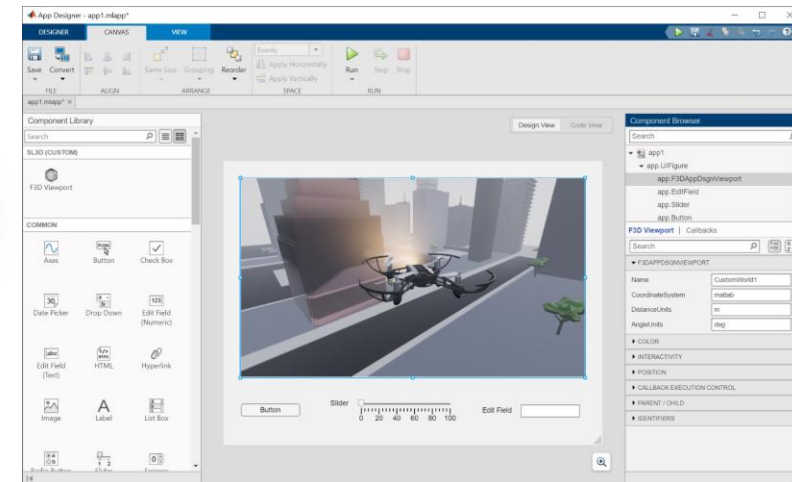 App Designer - app1.mlapp*
DESIGNER CANVAS VIEW
Save Convert Same Size Grouping Reorder Evenly Apply Horizontally Apply Vertically Run Step Stop
FILE ALIGN ARRANGE SPACE RUN
app1.mlapp* ×
Component Library
Search
SL3D (CUSTOM)
F3D Viewport
COMMON
Axes Button Check Box
Date Picker Drop Down Edit Field (Numeric)
Edit Field (Text) HTML Hyperlink
Image Label List Box
Design View Code View
Button
Slider
0 20 40 60 80 100
Edit Field
Component Browser
Search
app1
app.UIFigure
app.F3DAppDsgnViewport
app.EditField
app.Slider
app.Button
F3D Viewport | Callbacks
Search
F3DAPPDSGNVIEWPORT
Name CustomWorld1
CoordinateSystem matlab
DistanceUnits m
AngleUnits deg
COLOR
INTERACTIVITY
POSITION
CALLBACK EXECUTION CONTROL
PARENT / CHILD
IDENTIFIERS